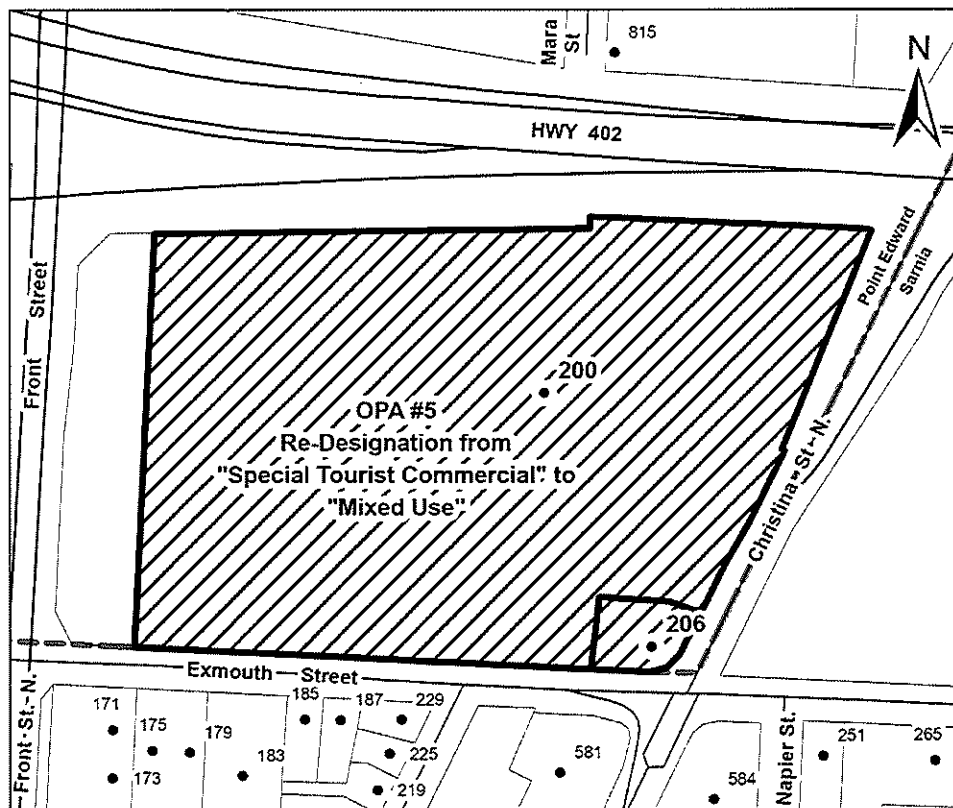 Mara
St
815
N
HWY 402
Point Edward
Sarnia
Front Street
200
OPA #5
Re-Designation from
"Special Tourist Commercial" to
"Mixed Use"
Christina St. N.
206
Exmouth Street
Front St. N.
171
175
173
179
183
185
187
229
225
219
581
584
Napier St.
251
265